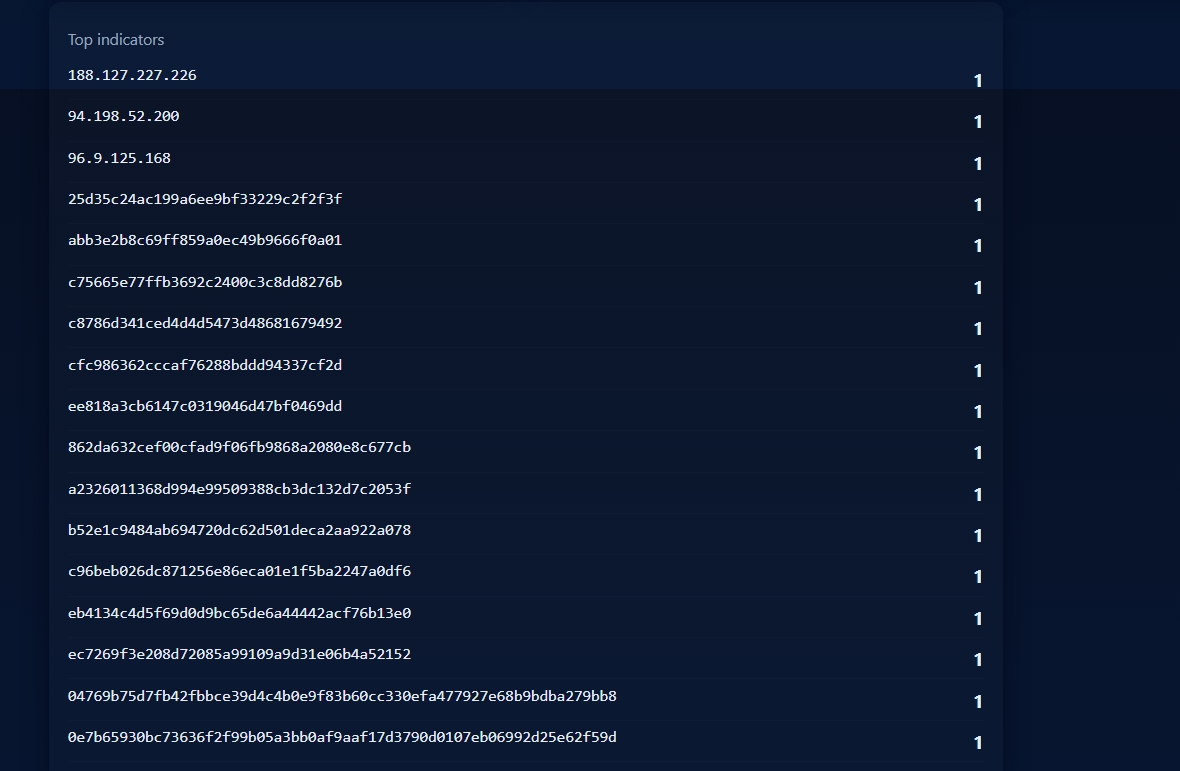 Top indicators
188.127.227.226 1
94.198.52.200 1
96.9.125.168 1
25d35c24ac199a6ee9bf33229c2f2f3f 1
abb3e2b8c69ff859a0ec49b9666f0a01 1
c75665e77ffb3692c2400c3c8dd8276b 1
c8786d341ced4d4d5473d48681679492 1
cfc986362cccaf76288bddd94337cf2d 1
ee818a3cb6147c0319046d47bf0469dd 1
862da632cef00cfad9f06fb9868a2080e8c677cb 1
a2326011368d994e99509388cb3dc132d7c2053f 1
b52e1c9484ab694720dc62d501deca2aa922a078 1
c96beb026dc871256e86eca01e1f5ba2247a0df6 1
eb4134c4d5f69d0d9bc65de6a44442acf76b13e0 1
ec7269f3e208d72085a99109a9d31e06b4a52152 1
04769b75d7fb42fbbce39d4c4b0e9f83b60cc330efa477927e68b9bdba279bb8 1
0e7b65930bc73636f2f99b05a3bb0af9aaf17d3790d0107eb06992d25e62f59d 1